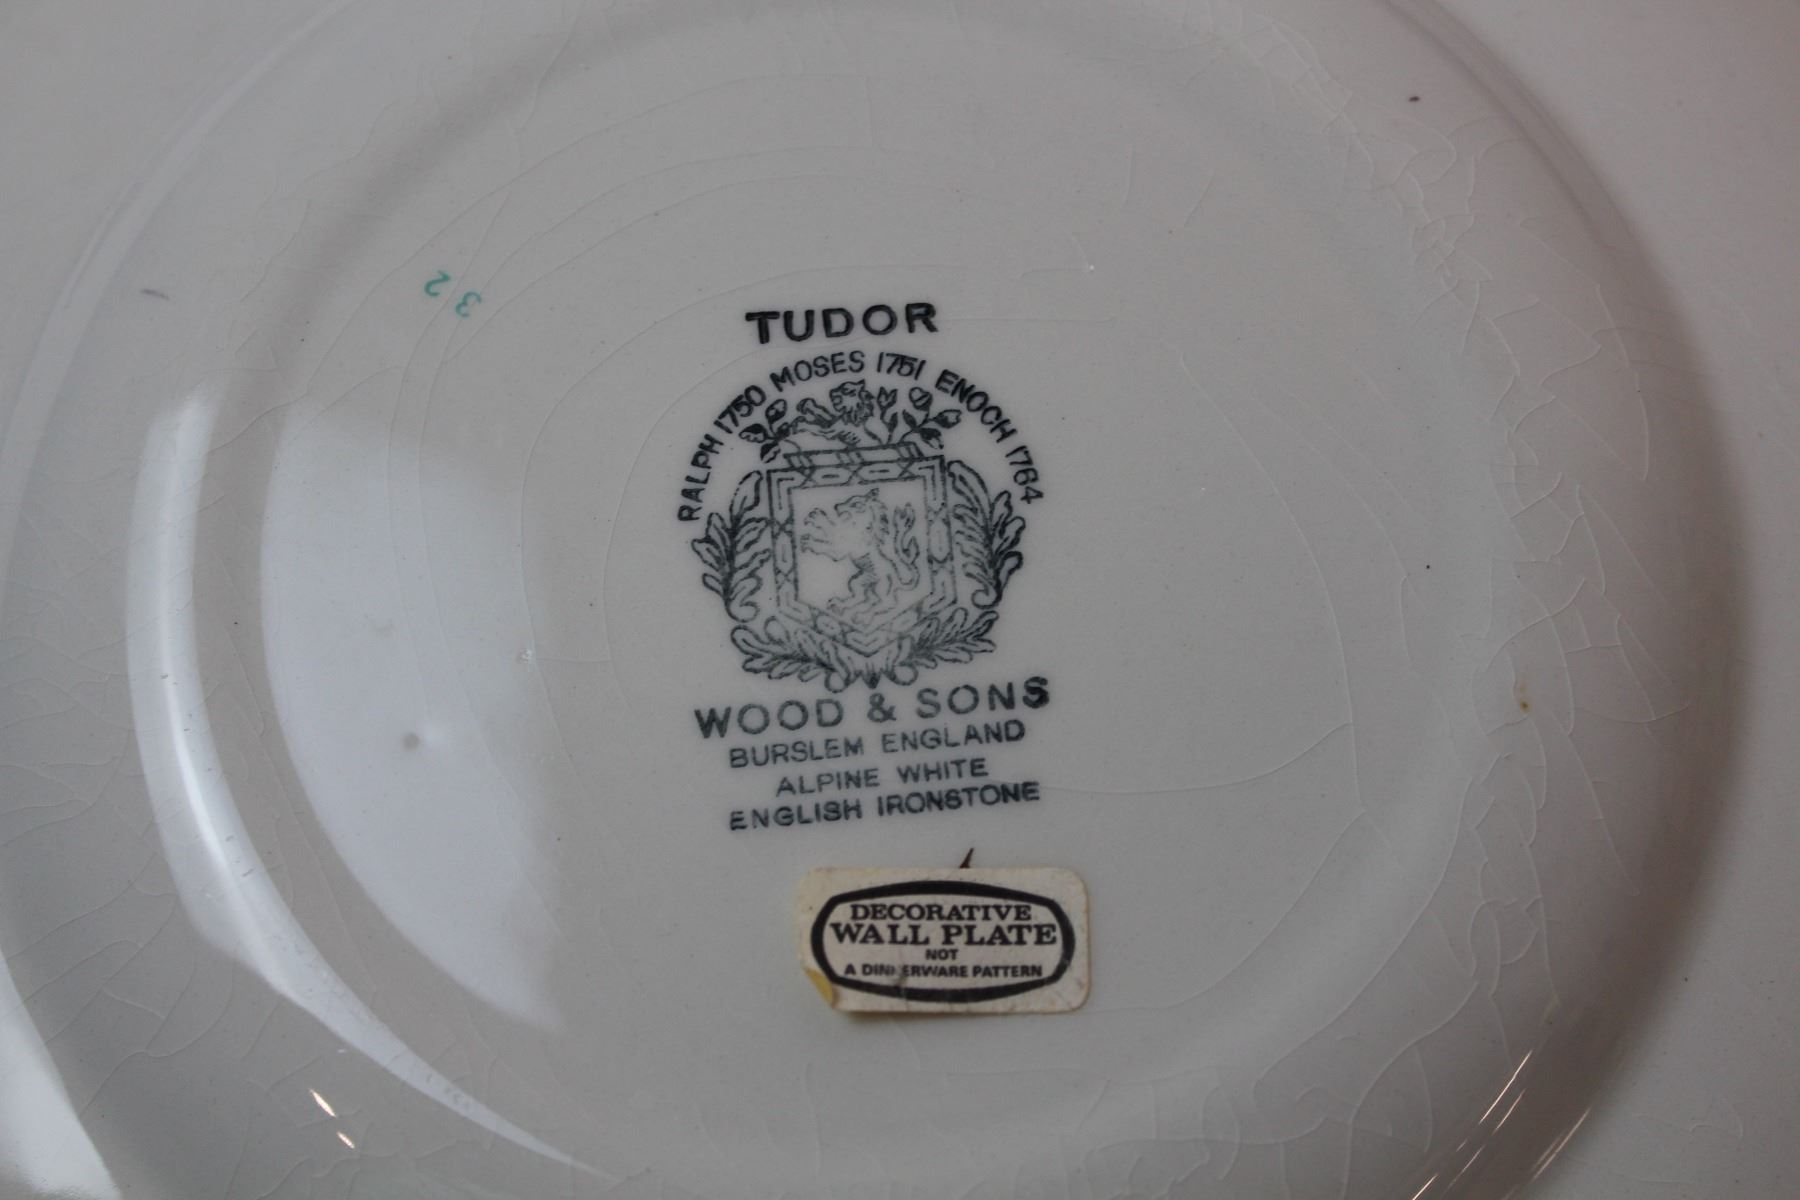 32
TUDOR
RALPH 1750 MOSES 1751 ENOCH 1784
WOOD & SONS
BURSLEM ENGLAND
ALPINE WHITE
ENGLISH IRONSTONE
DECORATIVE
WALL PLATE
NOT
A DINNERWARE PATTERN